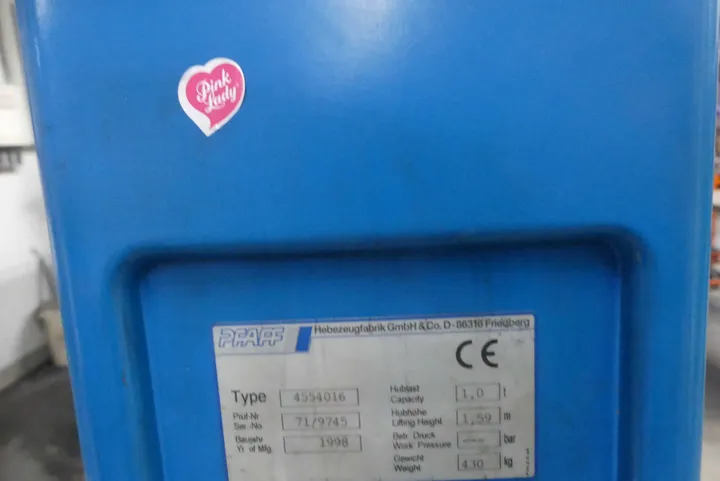 Pink
Lady
PFAFF Hebezeugfabrik GmbH & Co. D-86316 Friedberg
CE
Type 4554016
Hublast
Capacity 1,0 t
Prüf-Nr
Ser.-No 71/9745
Hubhöhe
Lifting Height 1,59 m
Baujahr
Yr. of Mfg. 1998
Betr. Druck
Work Pressure --- bar
Gewicht
Weight 430 kg